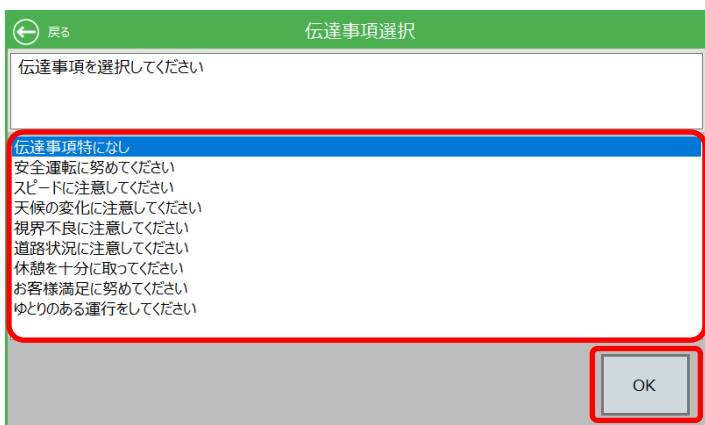 戻る
伝達事項選択
伝達事項を選択してください
伝達事項特になし
安全運転に努めてください
スピードに注意してください
天候の変化に注意してください
視界不良に注意してください
道路状況に注意してください
休憩を十分に取ってください
お客様満足に努めてください
ゆとりのある運行をしてください
OK